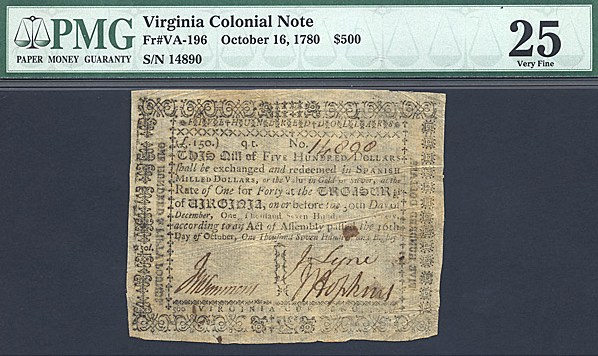 PMG
PAPER MONEY GUARANTY
Virginia Colonial Note
Fr#VA-196 October 16, 1780 $500
S/N 14890
25
Very Fine
(£.150.) q.t. No. 14890
THIS Bill of FIVE HUNDRED DOLLARS
shall be exchanged and redeemed in SPANISH
MILLED DOLLARS, or the Value in Gold or Silver, at the
Rate of One for Forty at the TREASURY
of VIRGINIA, on or before the 30th Day of
December, One Thousand Seven Hundred
according to an Act of Assembly passed the 16th
Day of October, One Thousand Seven Hundred and Eighty
J Lyne
J Hopkins
VIRGINIA CURRENCY